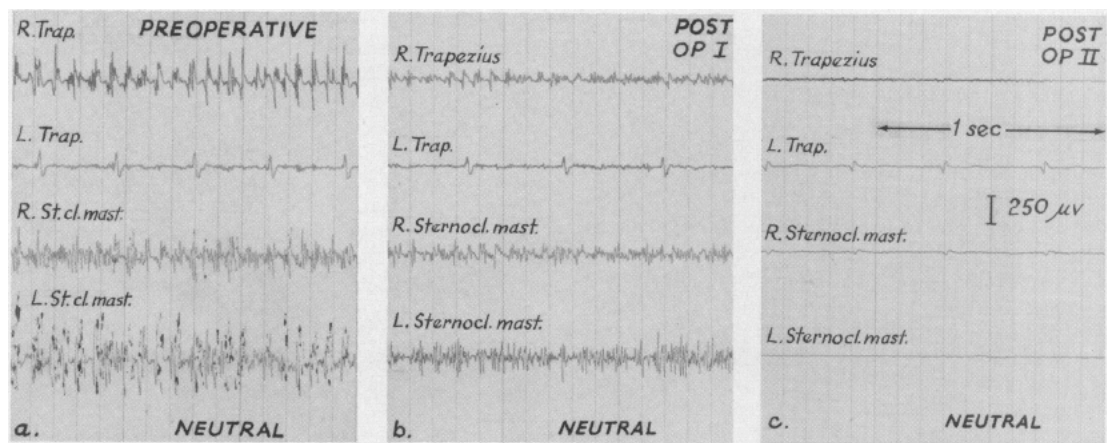 R. Trap. PREOPERATIVE
L. Trap.
R. St. cl. mast.
L. St. cl. mast.
a. NEUTRAL
POST
OP I
R. Trapezius
L. Trap.
R. Sternocl. mast.
L. Sternocl. mast.
b. NEUTRAL
POST
OP II
R. Trapezius
1 sec
L. Trap.
250 μv
R. Sternocl. mast.
L. Sternocl. mast.
c. NEUTRAL